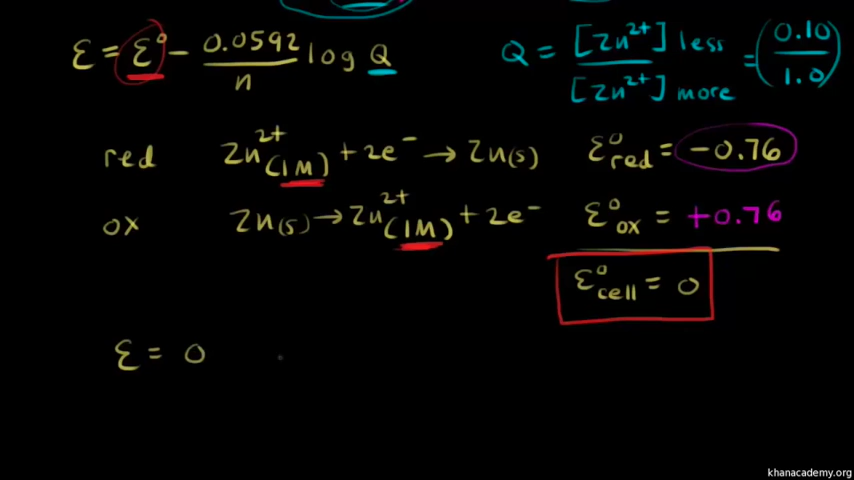 ε = ε° - 0.0592/n log Q    Q = [Zn²⁺] less / [Zn²⁺] more = (0.10/1.0)
red    Zn²⁺(1M) + 2e⁻ → Zn(s)    ε°red = -0.76
ox    Zn(s) → Zn²⁺(1M) + 2e⁻    ε°ox = +0.76
ε°cell = 0
ε = 0
khanacademy.org